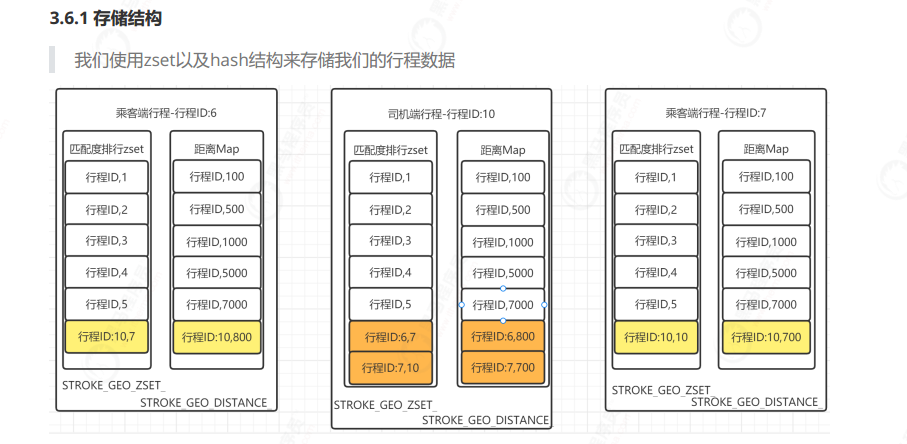 3.6.1 存储结构
我们使用zset以及hash结构来存储我们的行程数据
乘客端行程-行程ID:6
匹配度排行zset
距离Map
行程ID,1
行程ID,100
行程ID,2
行程ID,500
行程ID,3
行程ID,1000
行程ID,4
行程ID,5000
行程ID,5
行程ID,7000
行程ID:10,7
行程ID:10,800
STROKE_GEO_ZSET_
STROKE_GEO_DISTANCE_
司机端行程-行程ID:10
匹配度排行zset
距离Map
行程ID,1
行程ID,100
行程ID,2
行程ID,500
行程ID,3
行程ID,1000
行程ID,4
行程ID,5000
行程ID,5
行程ID,7000
行程ID:6,7
行程ID:6,800
行程ID:7,10
行程ID:7,700
STROKE_GEO_ZSET_
STROKE_GEO_DISTANCE_
乘客端行程-行程ID:7
匹配度排行zset
距离Map
行程ID,1
行程ID,100
行程ID,2
行程ID,500
行程ID,3
行程ID,1000
行程ID,4
行程ID,5000
行程ID,5
行程ID,7000
行程ID:10,10
行程ID:10,700
STROKE_GEO_ZSET_
STROKE_GEO_DISTANCE_